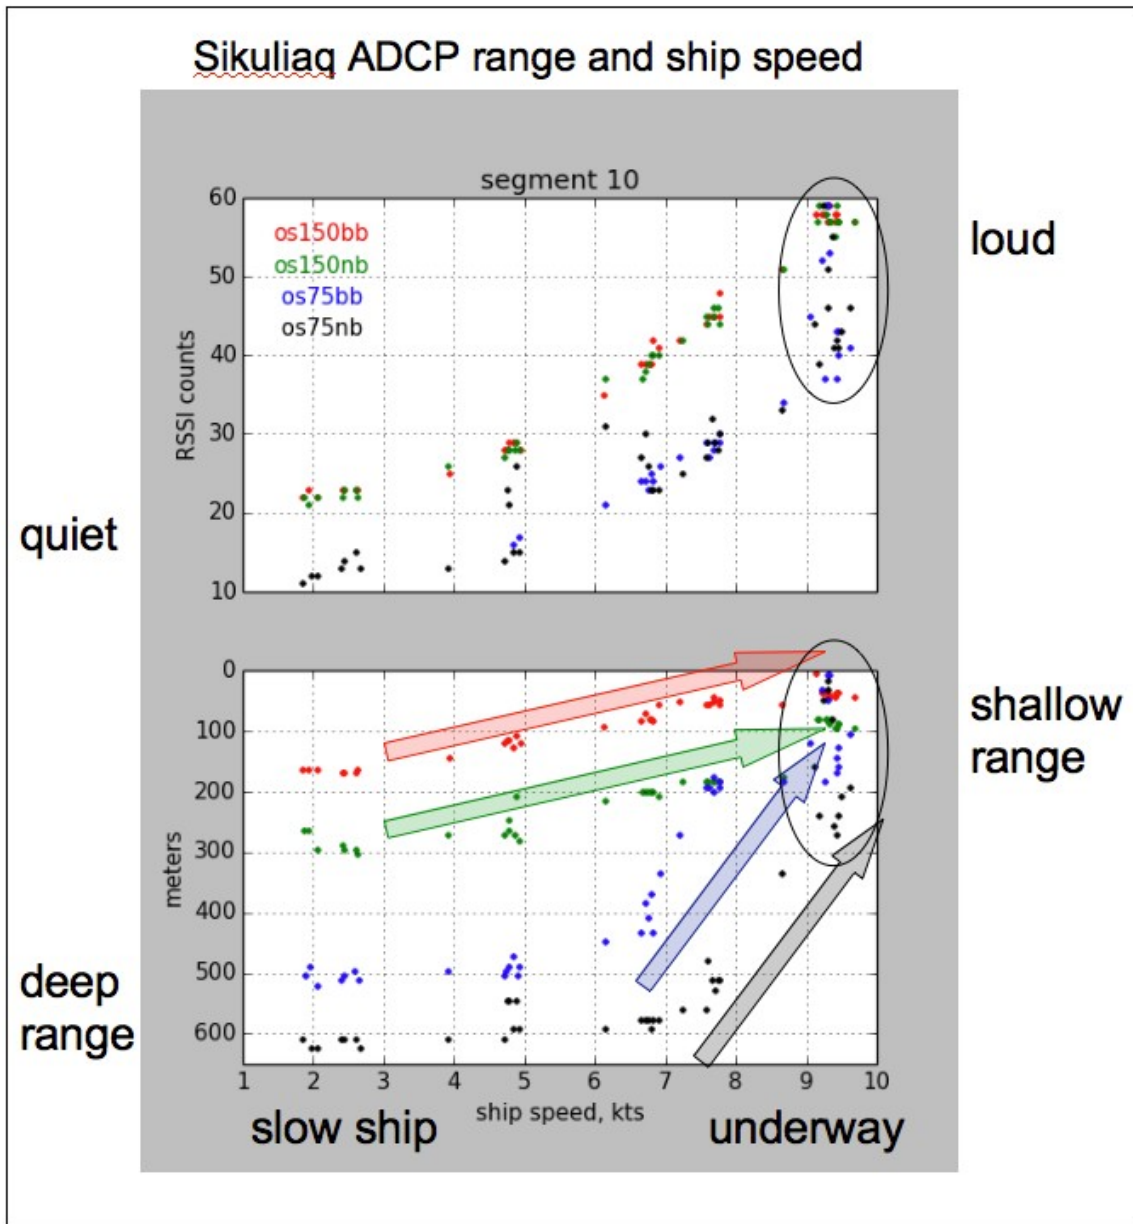 Sikuliaq ADCP range and ship speed
segment 10
60
50
40
30
20
10
RSSI counts
os150bb
os150nb
os75bb
os75nb
loud
quiet
0
100
200
300
400
500
600
meters
shallow
range
deep
range
1 2 3 4 5 6 7 8 9 10
ship speed, kts
slow ship
underway